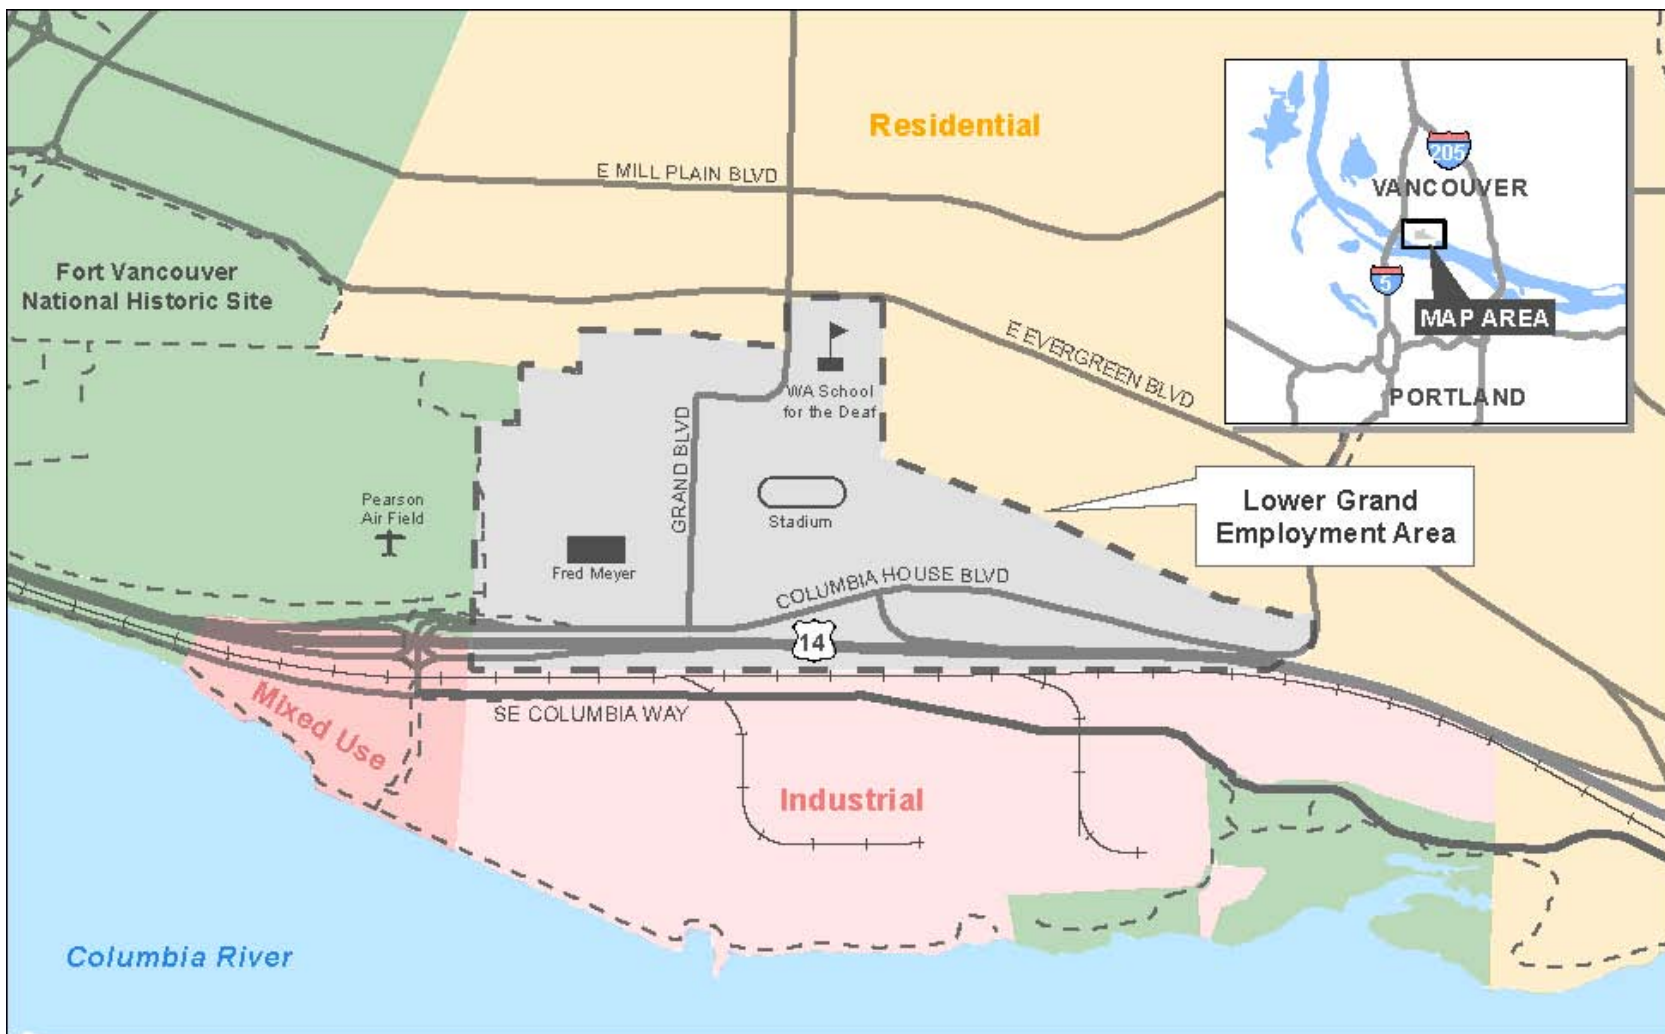 Residential
E MILL PLAIN BLVD
205
VANCOUVER
5
MAP AREA
PORTLAND
Fort Vancouver
National Historic Site
E EVERGREEN BLVD
WA School
for the Deaf
GRAND BLVD
Pearson
Air Field
Stadium
Lower Grand
Employment Area
Fred Meyer
COLUMBIA HOUSE BLVD
14
Mixed Use
SE COLUMBIA WAY
Industrial
Columbia River